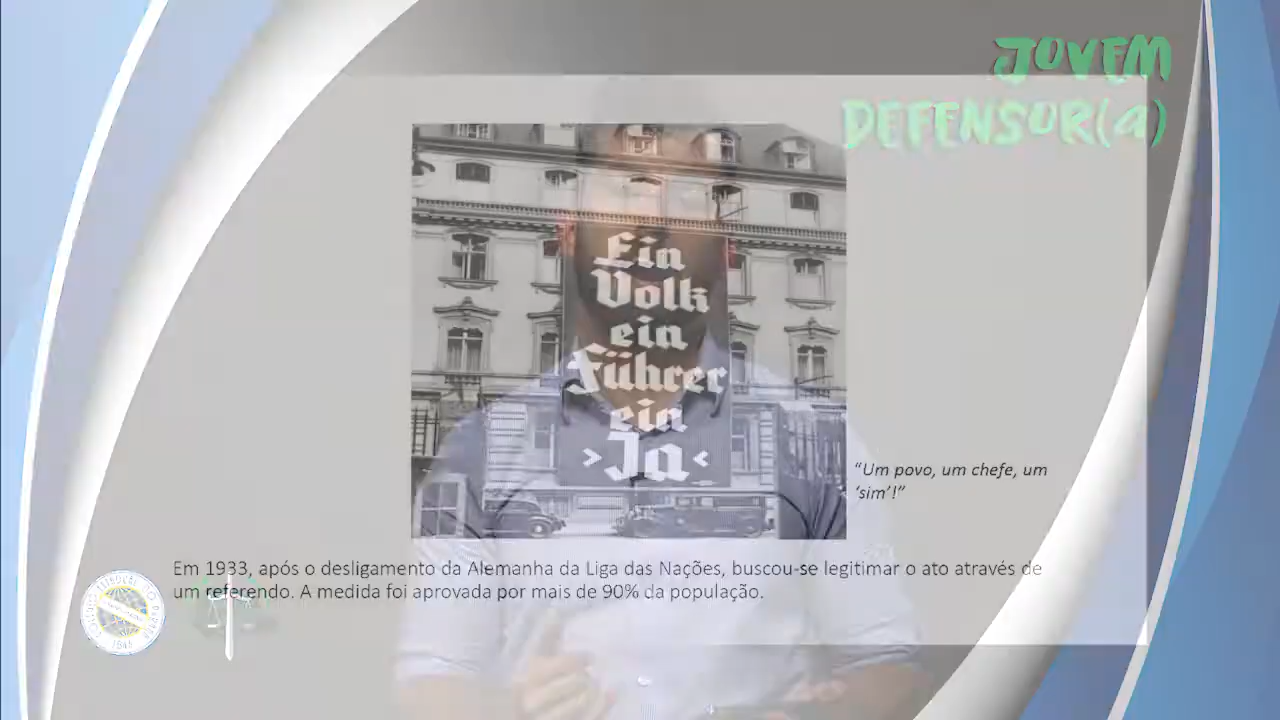 JOVEM
DEFENSOR(a)
Ein
Volk
ein
Führer
ein
>Ja<
“Um povo, um chefe, um
‘sim’!”
Em 1933, após o desligamento da Alemanha da Liga das Nações, buscou-se legitimar o ato através de
um referendo. A medida foi aprovada por mais de 90% da população.